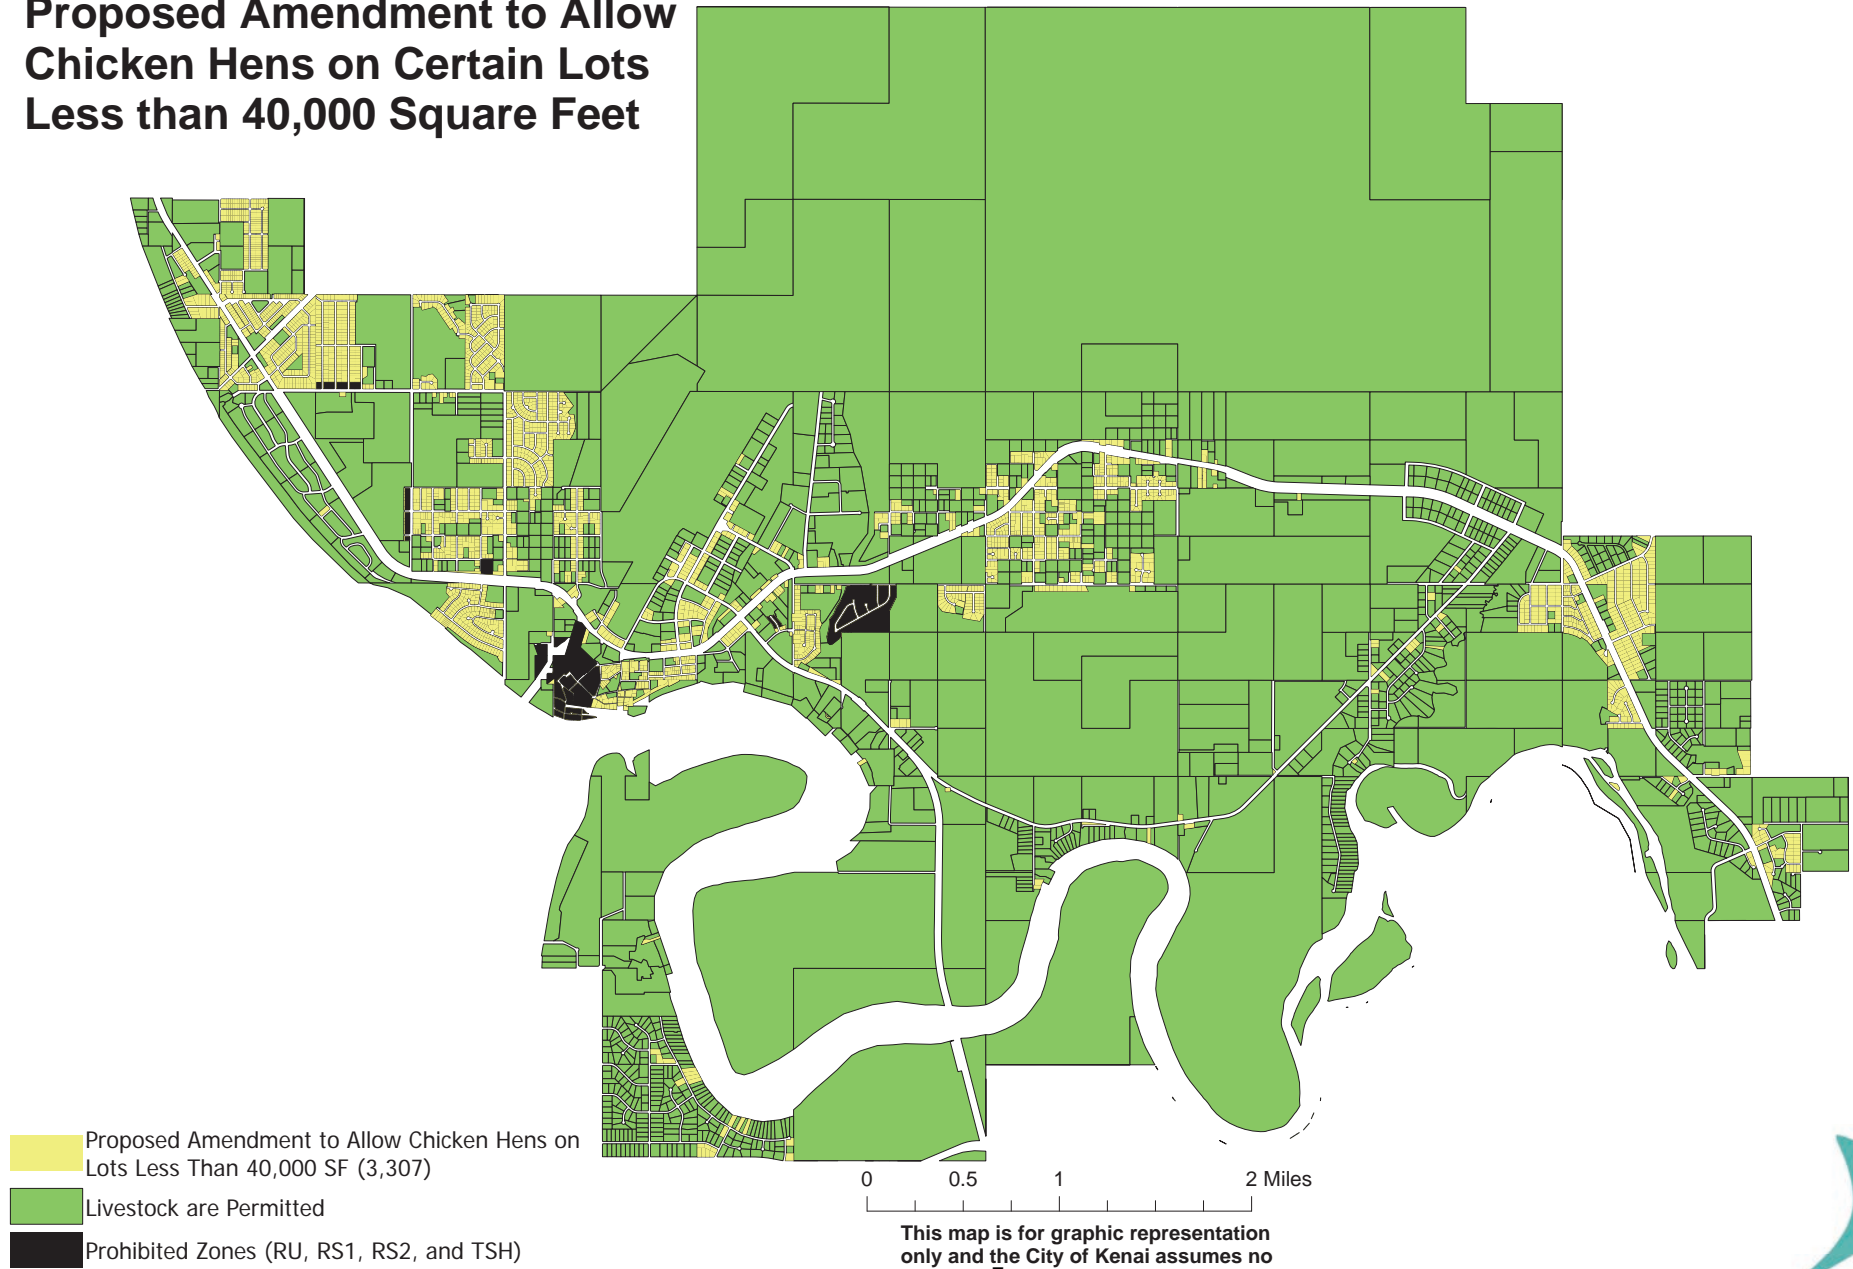 Proposed Amendment to Allow
Chicken Hens on Certain Lots
Less than 40,000 Square Feet
Proposed Amendment to Allow Chicken Hens on
Lots Less Than 40,000 SF (3,307)
Livestock are Permitted
Prohibited Zones (RU, RS1, RS2, and TSH)
0 0.5 1 2 Miles
This map is for graphic representation
only and the City of Kenai assumes no